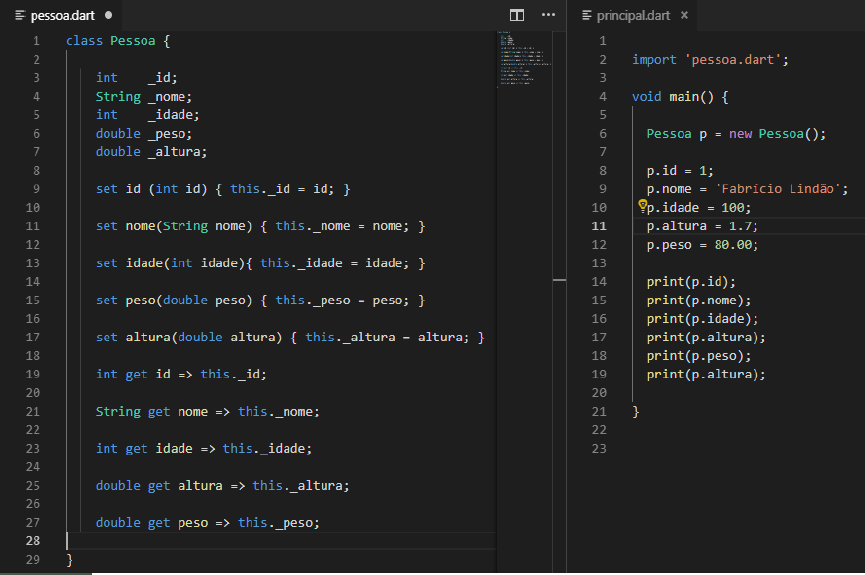 pessoa.dart
1 class Pessoa {
2
3 int _id;
4 String _nome;
5 int _idade;
6 double _peso;
7 double _altura;
8
9 set id (int id) { this._id = id; }
10
11 set nome(String nome) { this._nome = nome; }
12
13 set idade(int idade){ this._idade = idade; }
14
15 set peso(double peso) { this._peso - peso; }
16
17 set altura(double altura) { this._altura - altura; }
18
19 int get id => this._id;
20
21 String get nome => this._nome;
22
23 int get idade => this._idade;
24
25 double get altura => this._altura;
26
27 double get peso => this._peso;
28
29 }
principal.dart
1
2 import 'pessoa.dart';
3
4 void main() {
5
6 Pessoa p = new Pessoa();
7
8 p.id = 1;
9 p.nome = 'Fabrício Lindão';
10 p.idade = 100;
11 p.altura = 1.7;
12 p.peso = 80.00;
13
14 print(p.id);
15 print(p.nome);
16 print(p.idade);
17 print(p.altura);
18 print(p.peso);
19 print(p.altura);
20
21 }
22
23